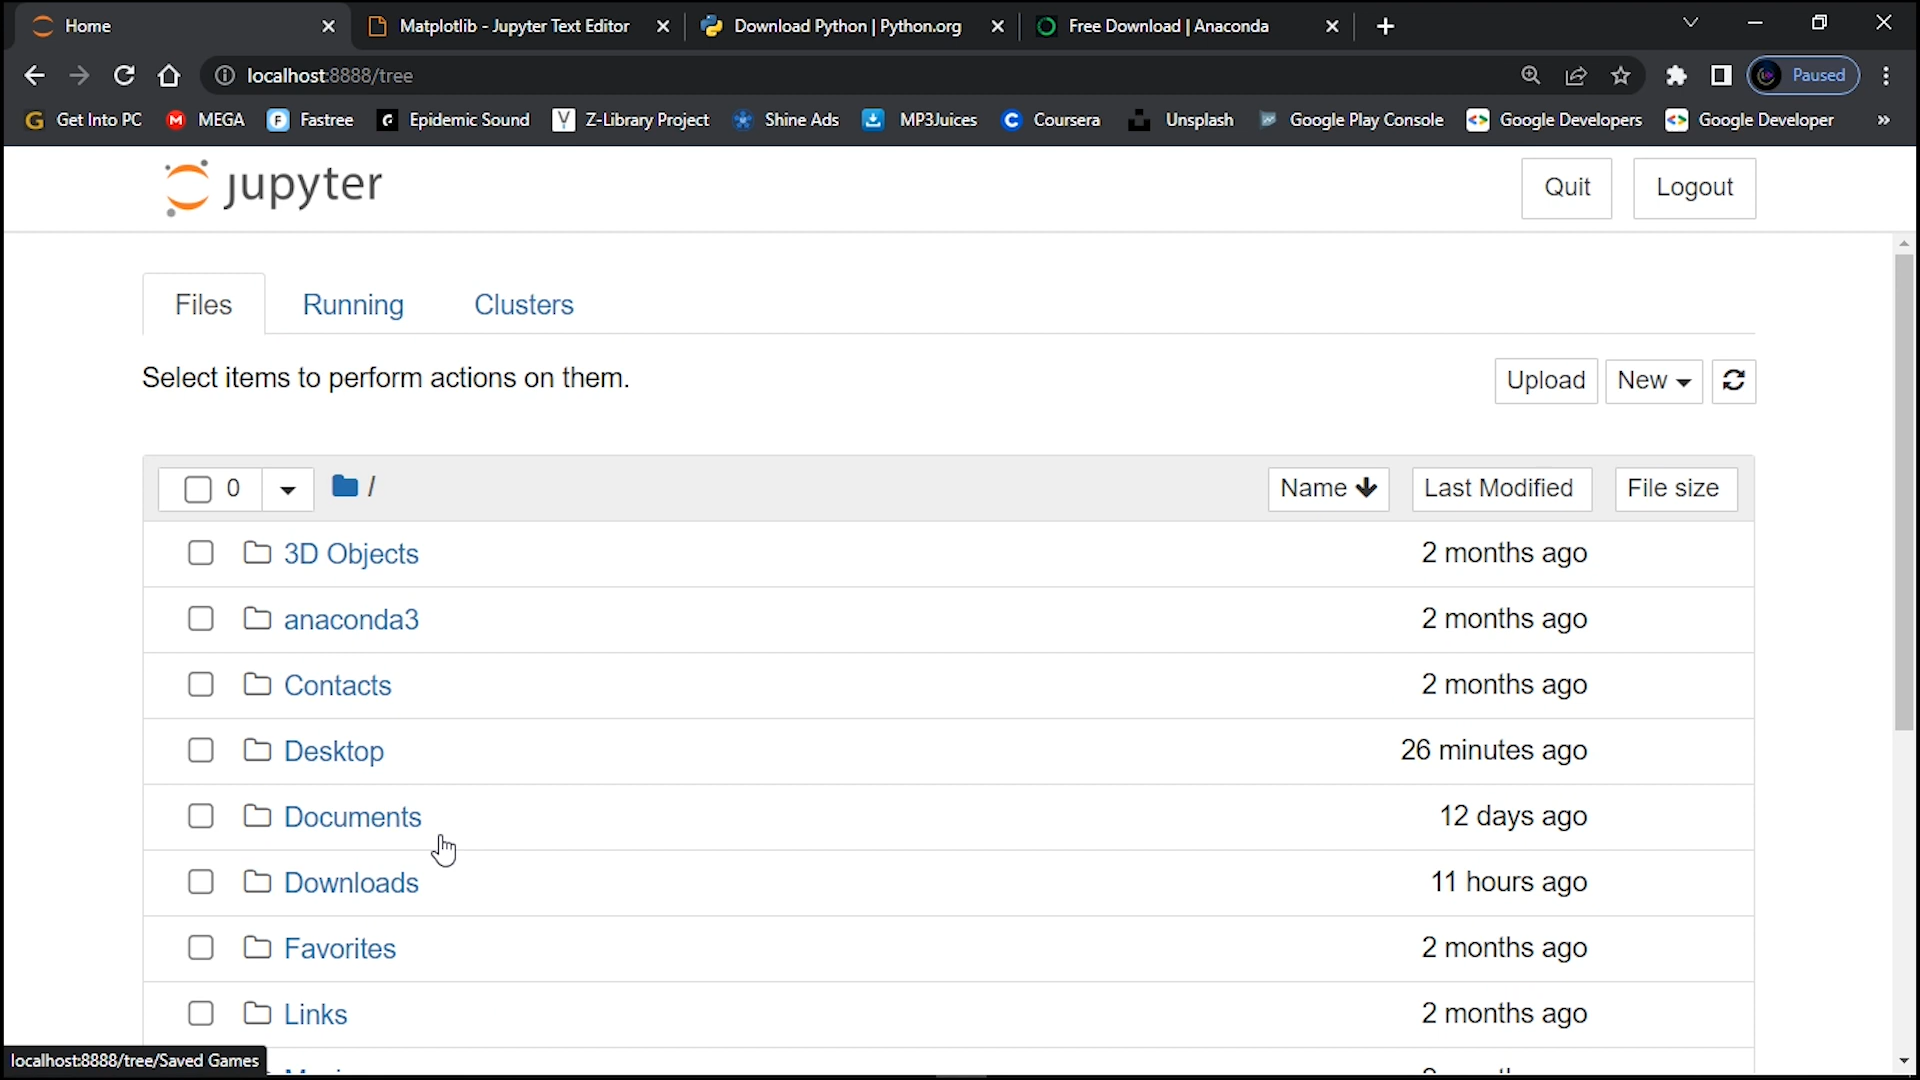 Home
Matplotlib - Jupyter Text Editor
Download Python | Python.org
Free Download | Anaconda
localhost:8888/tree
Paused
Get Into PC
MEGA
Fastree
Epidemic Sound
Z-Library Project
Shine Ads
MP3Juices
Coursera
Unsplash
Google Play Console
Google Developers
Google Developer
»
jupyter
Quit
Logout
Files
Running
Clusters
Select items to perform actions on them.
Upload
New
0
/
Name
Last Modified
File size
3D Objects
2 months ago
anaconda3
2 months ago
Contacts
2 months ago
Desktop
26 minutes ago
Documents
12 days ago
Downloads
11 hours ago
Favorites
2 months ago
Links
2 months ago
localhost:8888/tree/Saved Games